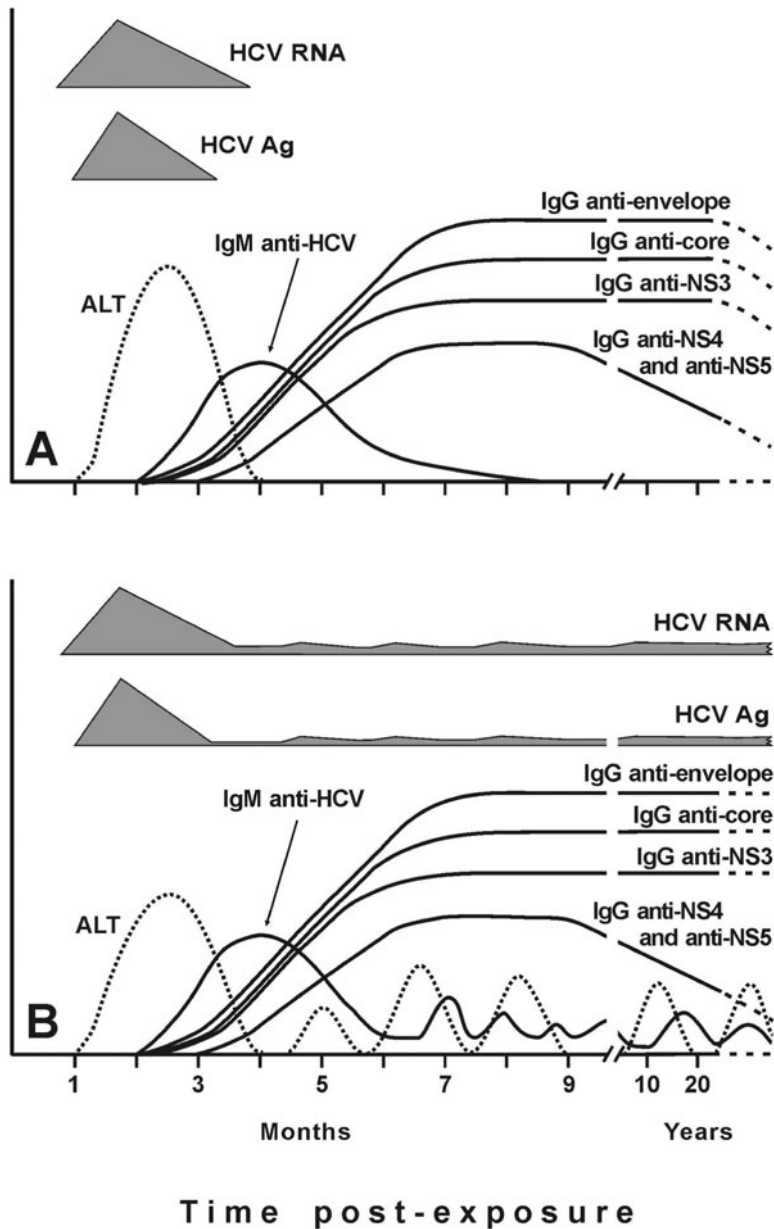 HCV RNA
HCV Ag
IgG anti-envelope
IgM anti-HCV
IgG anti-core
ALT
IgG anti-NS3
IgG anti-NS4
and anti-NS5
A
HCV RNA
HCV Ag
IgG anti-envelope
IgM anti-HCV
IgG anti-core
IgG anti-NS3
ALT
IgG anti-NS4
and anti-NS5
B
1 3 5 7 9 10 20
Months Years
Time post-exposure